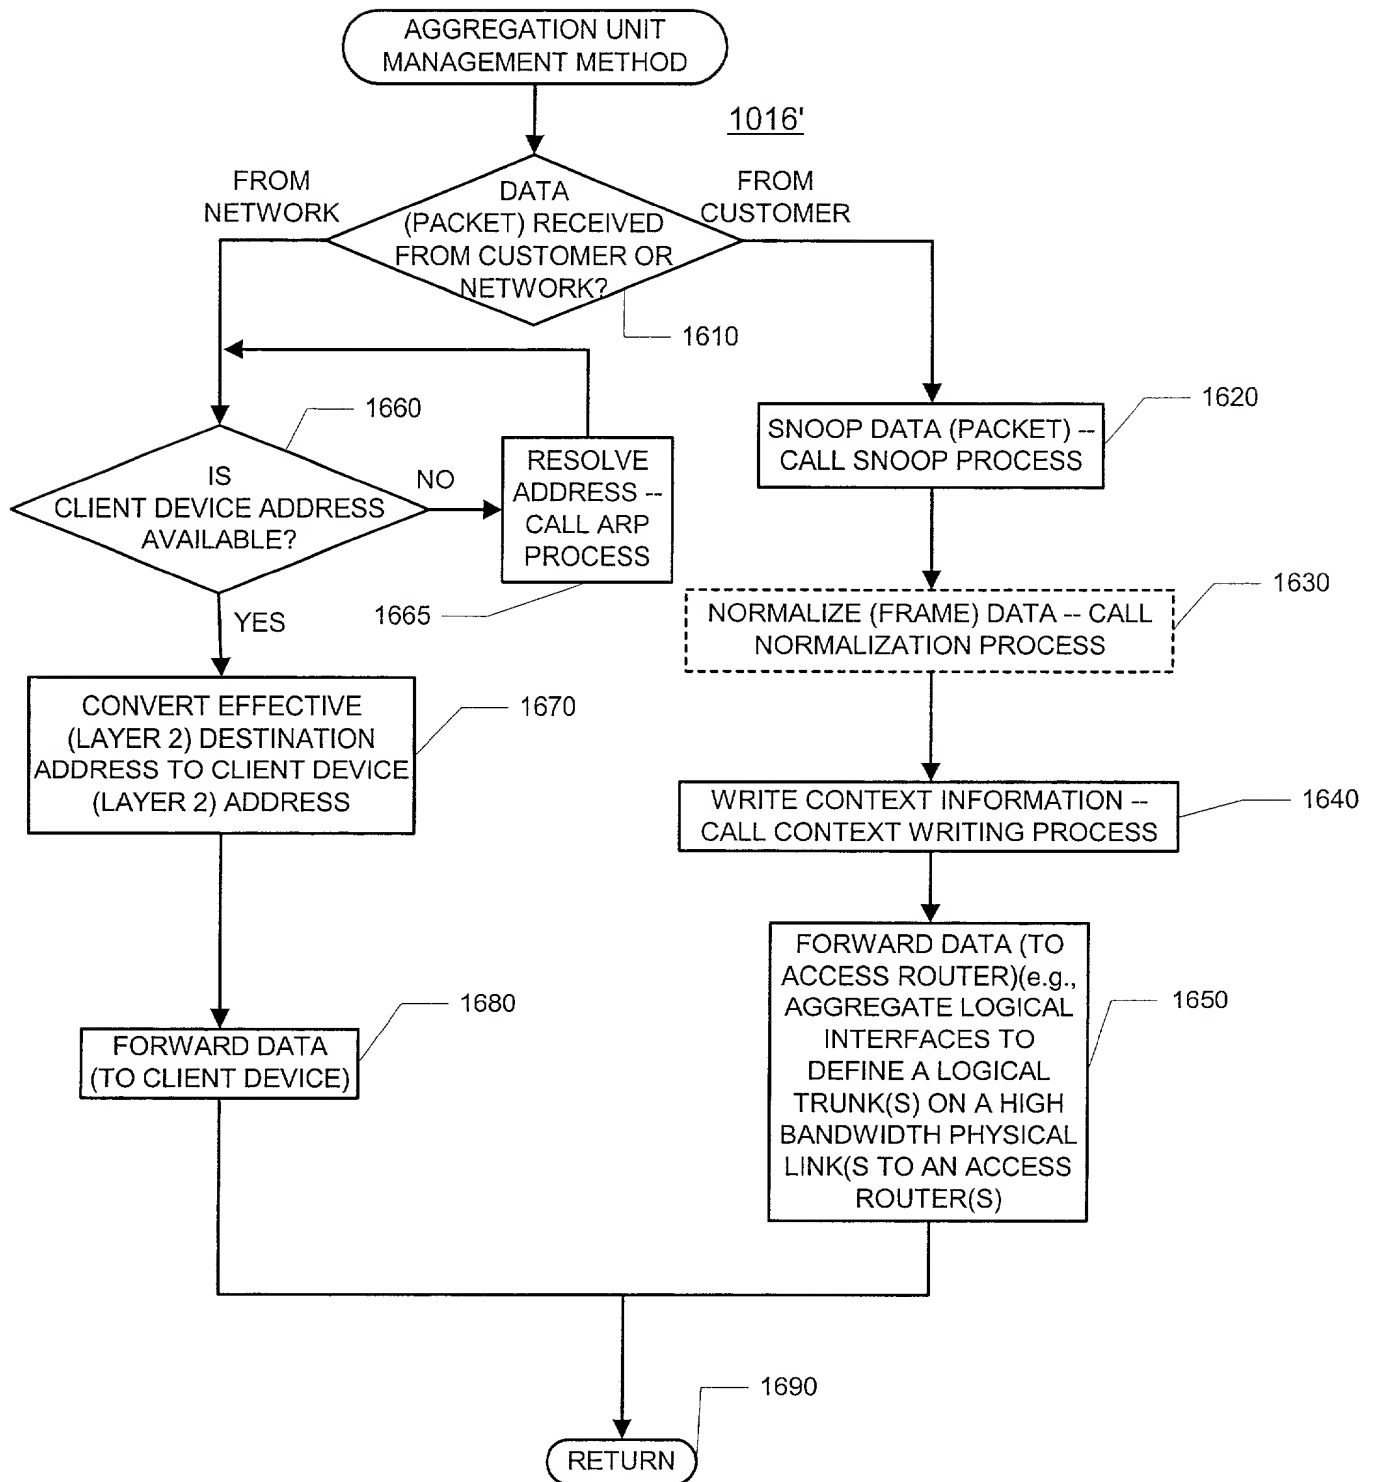 AGGREGATION UNIT
MANAGEMENT METHOD
1016'
FROM
NETWORK
DATA
(PACKET) RECEIVED
FROM CUSTOMER OR
NETWORK?
FROM
CUSTOMER
1610
1660
IS
CLIENT DEVICE ADDRESS
AVAILABLE?
NO
YES
RESOLVE
ADDRESS --
CALL ARP
PROCESS
1665
CONVERT EFFECTIVE
(LAYER 2) DESTINATION
ADDRESS TO CLIENT DEVICE
(LAYER 2) ADDRESS
1670
FORWARD DATA
(TO CLIENT DEVICE)
1680
SNOOP DATA (PACKET) --
CALL SNOOP PROCESS
1620
NORMALIZE (FRAME) DATA -- CALL
NORMALIZATION PROCESS
1630
WRITE CONTEXT INFORMATION --
CALL CONTEXT WRITING PROCESS
1640
FORWARD DATA (TO
ACCESS ROUTER)(e.g.,
AGGREGATE LOGICAL
INTERFACES TO
DEFINE A LOGICAL
TRUNK(S) ON A HIGH
BANDWIDTH PHYSICAL
LINK(S TO AN ACCESS
ROUTER(S)
1650
1690
RETURN